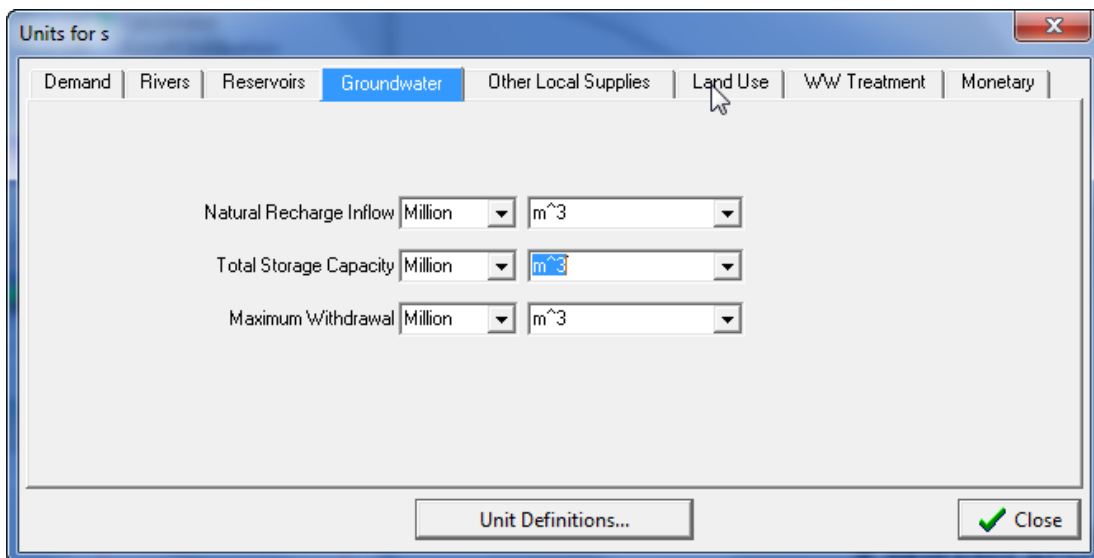 Units for s
Demand Rivers Reservoirs Groundwater Other Local Supplies Land Use WW Treatment Monetary
Natural Recharge Inflow Million m^3
Total Storage Capacity Million m^3
Maximum Withdrawal Million m^3
Unit Definitions... Close